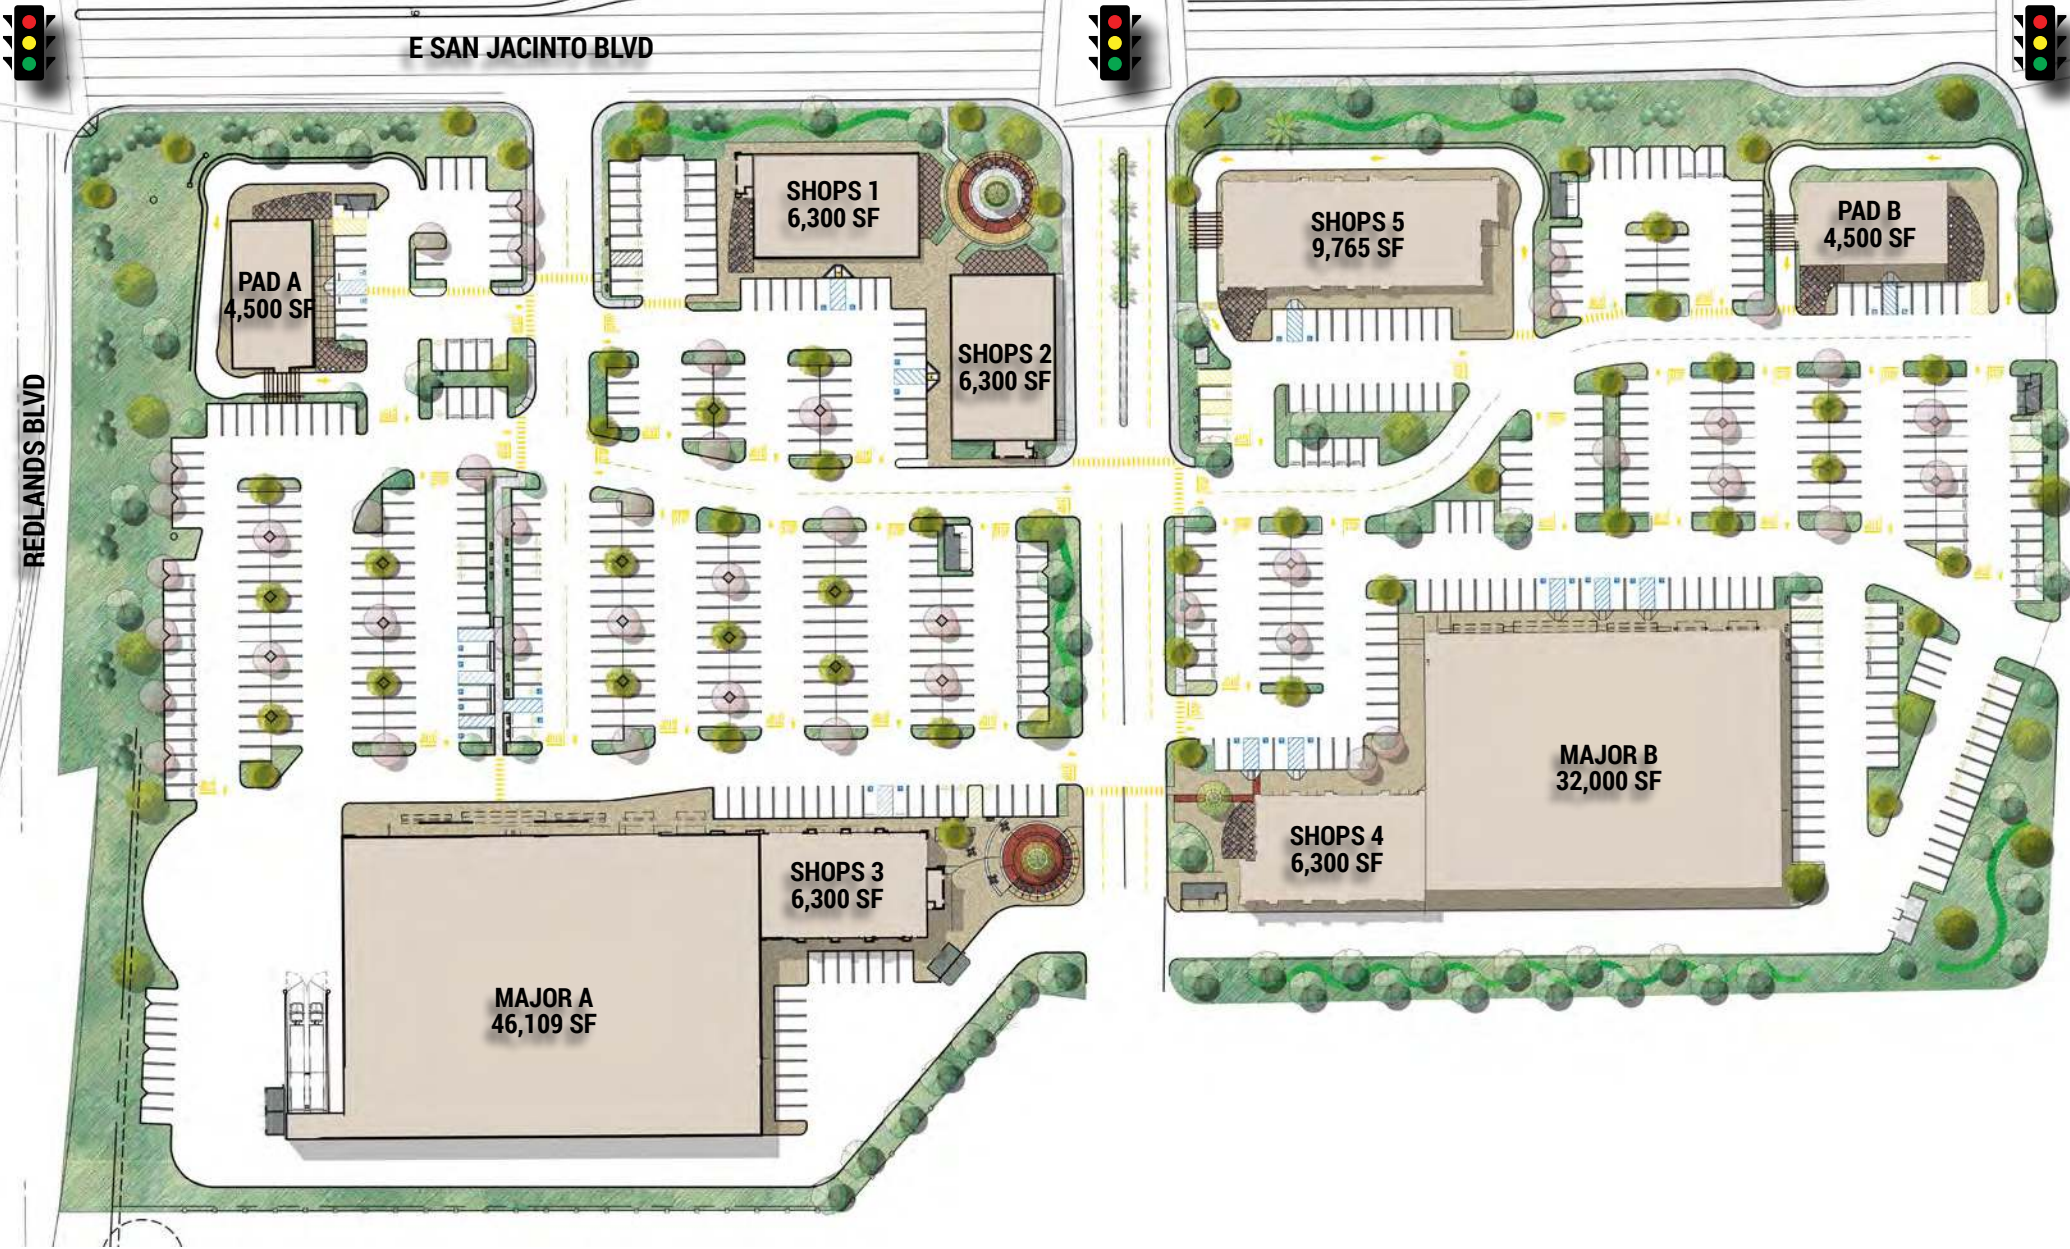 E SAN JACINTO BLVD
REDLANDS BLVD
PAD A
4,500 SF
SHOPS 1
6,300 SF
SHOPS 2
6,300 SF
SHOPS 5
9,765 SF
PAD B
4,500 SF
MAJOR A
46,109 SF
SHOPS 3
6,300 SF
SHOPS 4
6,300 SF
MAJOR B
32,000 SF